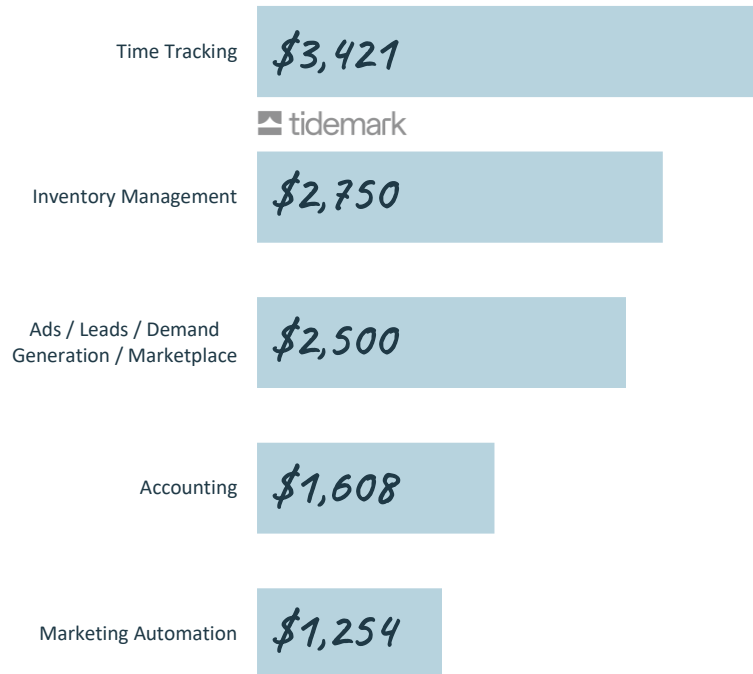 Time Tracking $3,421
tidemark
Inventory Management $2,750
Ads / Leads / Demand
Generation / Marketplace $2,500
Accounting $1,608
Marketing Automation $1,254